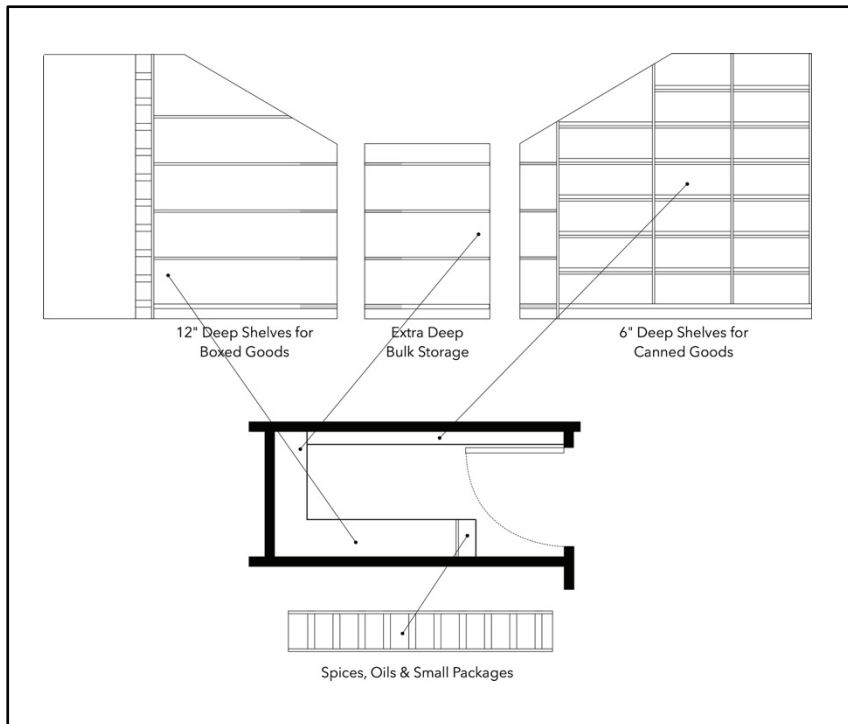 12" Deep Shelves for
Boxed Goods
Extra Deep
Bulk Storage
6" Deep Shelves for
Canned Goods
Spices, Oils & Small Packages